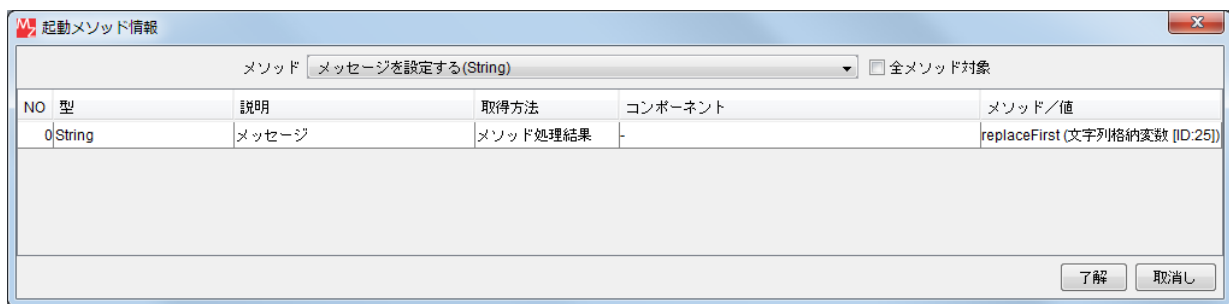 起動メソッド情報
メソッド メッセージを設定する(String) 全メソッド対象
NO 型 説明 取得方法 コンポーネント メソッド／値
0 String メッセージ メソッド処理結果 - replaceFirst (文字列格納変数 [ID:25])
了解 取消し